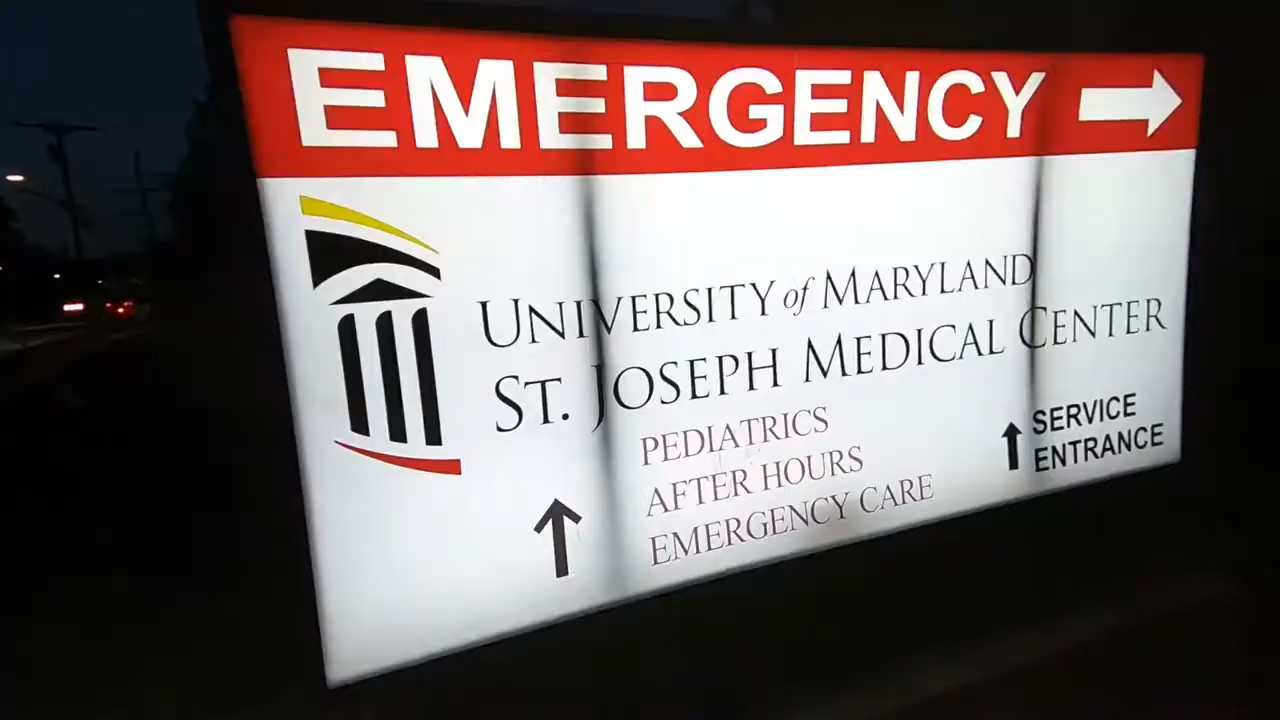 EMERGENCY
UNIVERSITY of MARYLAND
ST. JOSEPH MEDICAL CENTER
PEDIATRICS
AFTER HOURS
EMERGENCY CARE
SERVICE
ENTRANCE